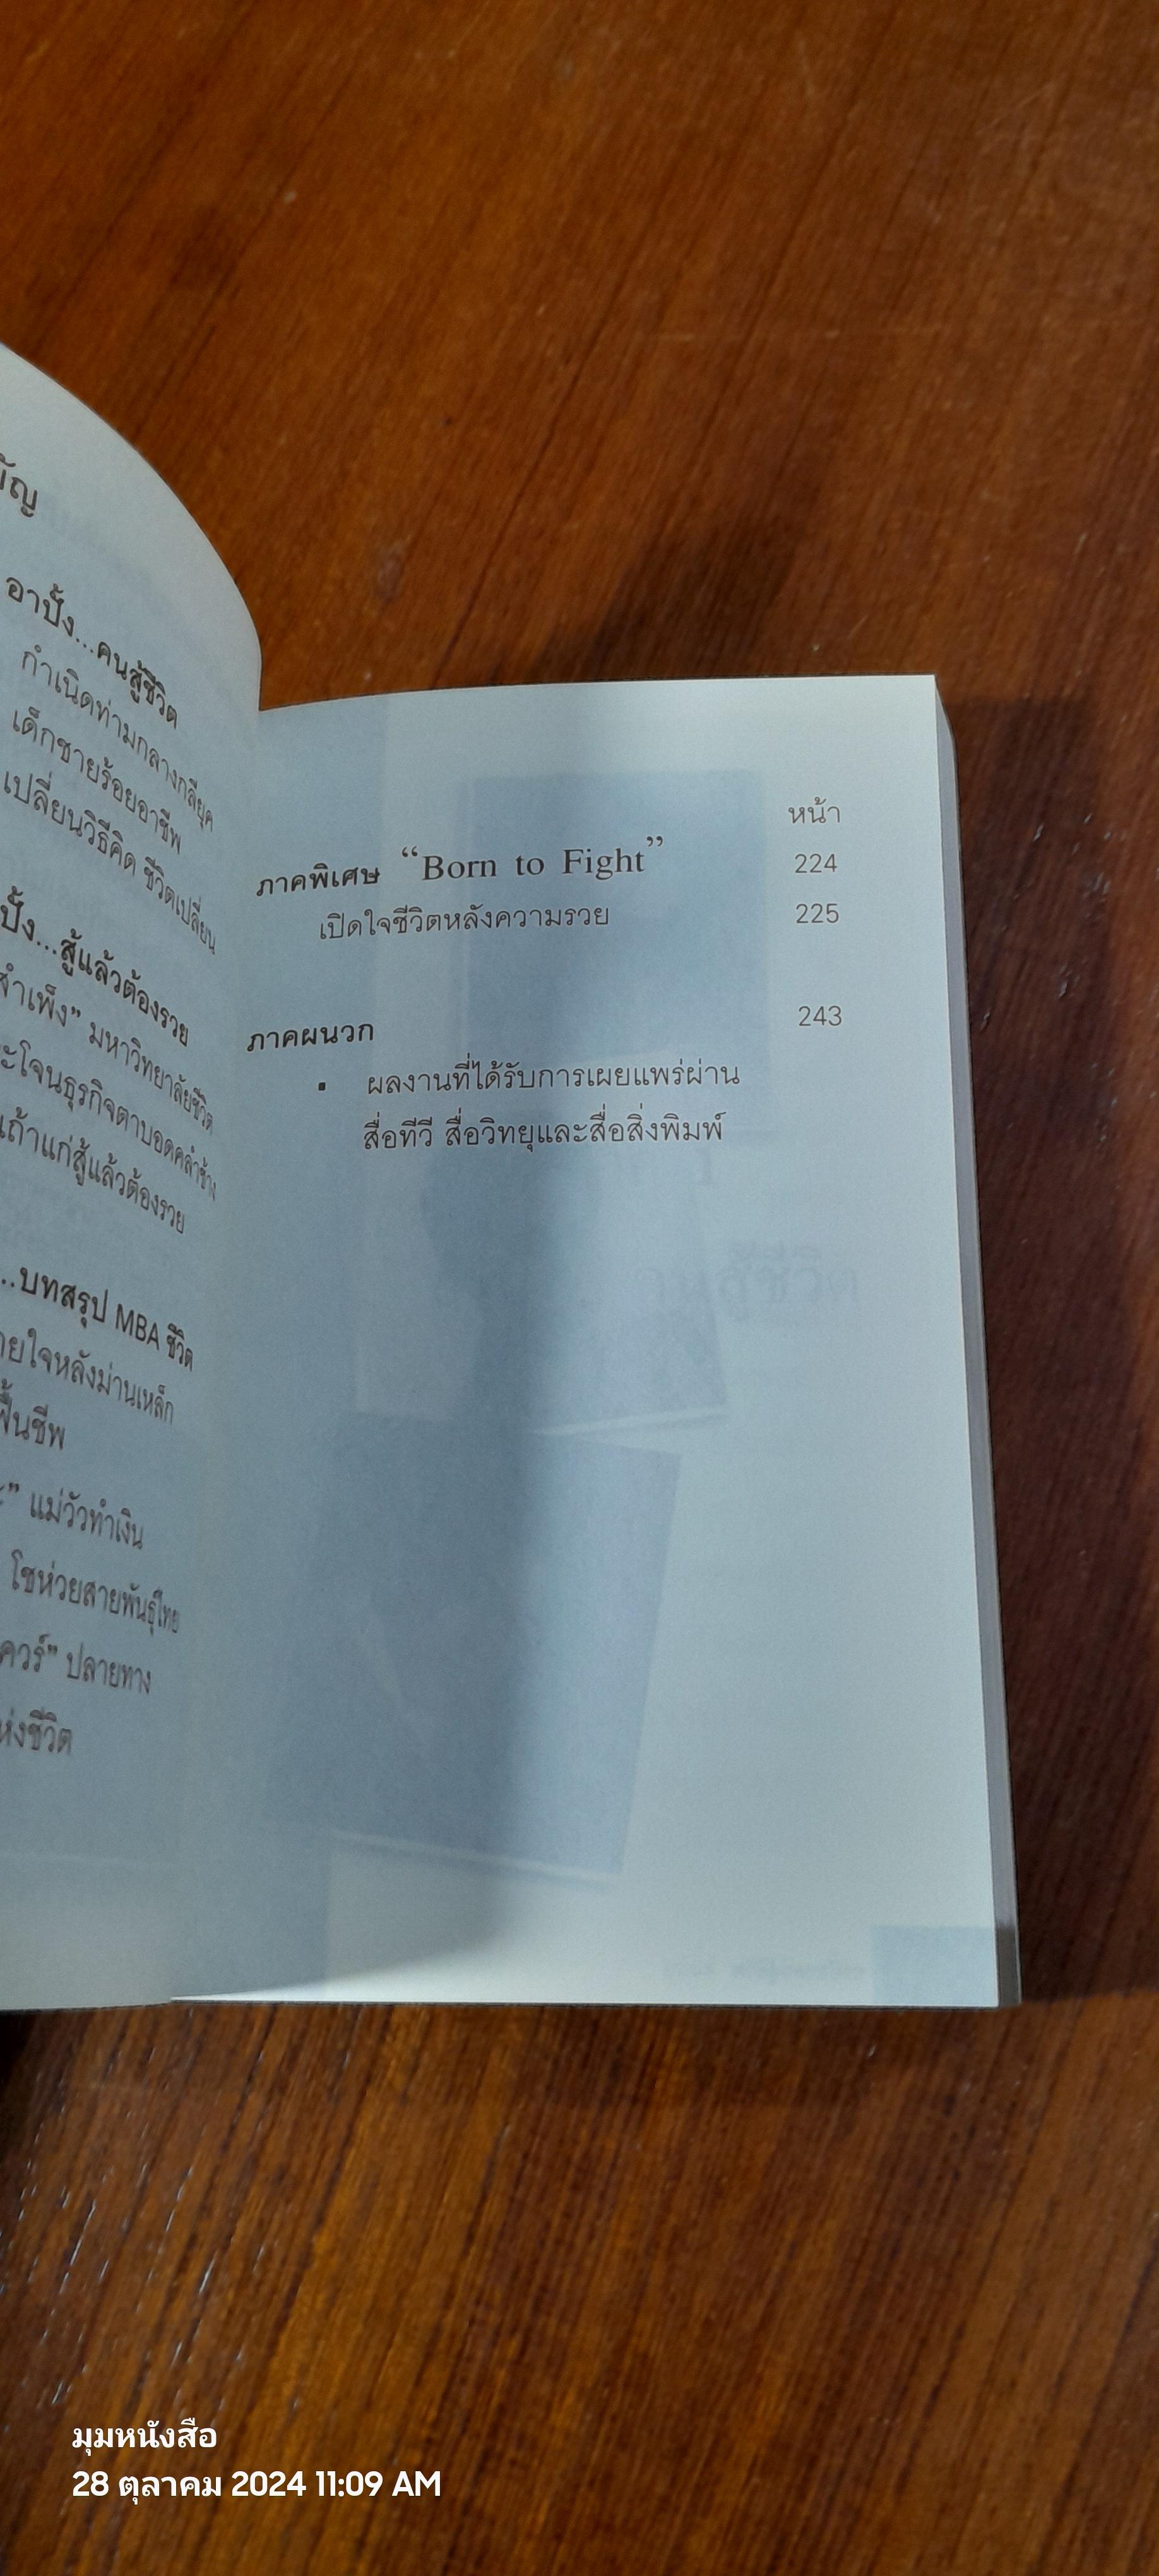 อาปั้ง...คนสู้ชีวิต
กำเนิดท่ามกลางกลียุค
เด็กชายร้อยอาชีพ
เปลี่ยนวิธีคิด ชีวิตเปลี่ยน
ปั้ง...สู้แล้วต้องรวย
สำเพ็ง” มหาวิทยาลัยชีวิต
ะโจนธุรกิจตาบอดคลำช้าง
เถ้าแก่สู้แล้วต้องรวย
...บทสรุป MBA ชีวิต
ายใจหลังม่านเหล็ก
ฟื้นชีพ
” แม่วัวทำเงิน
โชห่วยสายพันธุ์ไทย
ควร์” ปลายทาง
ห่งชีวิต
หน้า
ภาคพิเศษ “Born to Fight” 224
เปิดใจชีวิตหลังความรวย 225
ภาคผนวก 243
▪ ผลงานที่ได้รับการเผยแพร่ผ่าน
สื่อทีวี สื่อวิทยุและสื่อสิ่งพิมพ์
มุมหนังสือ
28 ตุลาคม 2024 11:09 AM